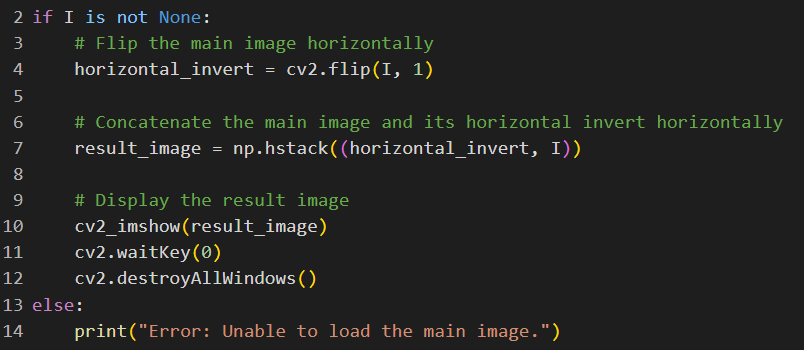 2 if I is not None:
3     # Flip the main image horizontally
4     horizontal_invert = cv2.flip(I, 1)
5
6     # Concatenate the main image and its horizontal invert horizontally
7     result_image = np.hstack((horizontal_invert, I))
8
9     # Display the result image
10     cv2_imshow(result_image)
11     cv2.waitKey(0)
12     cv2.destroyAllWindows()
13 else:
14     print("Error: Unable to load the main image.")